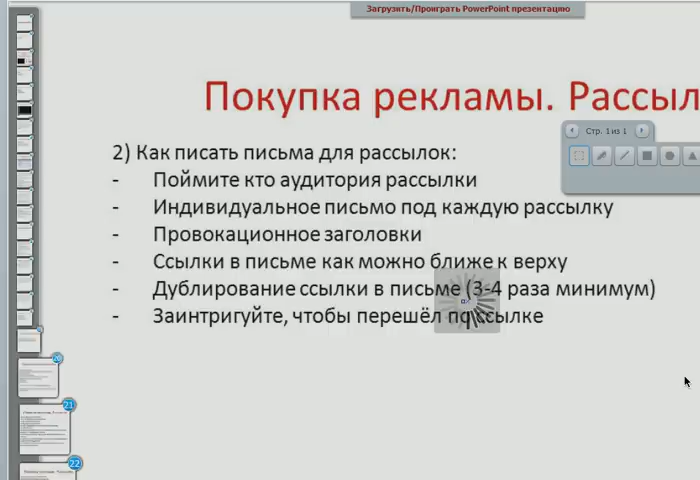 Загрузить/Проиграть PowerPoint презентацию
Покупка рекламы. Рассыл
Стр. 1 из 1
2) Как писать письма для рассылок:
- Поймите кто аудитория рассылки
- Индивидуальное письмо под каждую рассылку
- Провокационное заголовки
- Ссылки в письме как можно ближе к верху
- Дублирование ссылки в письме (3-4 раза минимум)
- Заинтригуйте, чтобы перешёл по ссылке
20
21
22